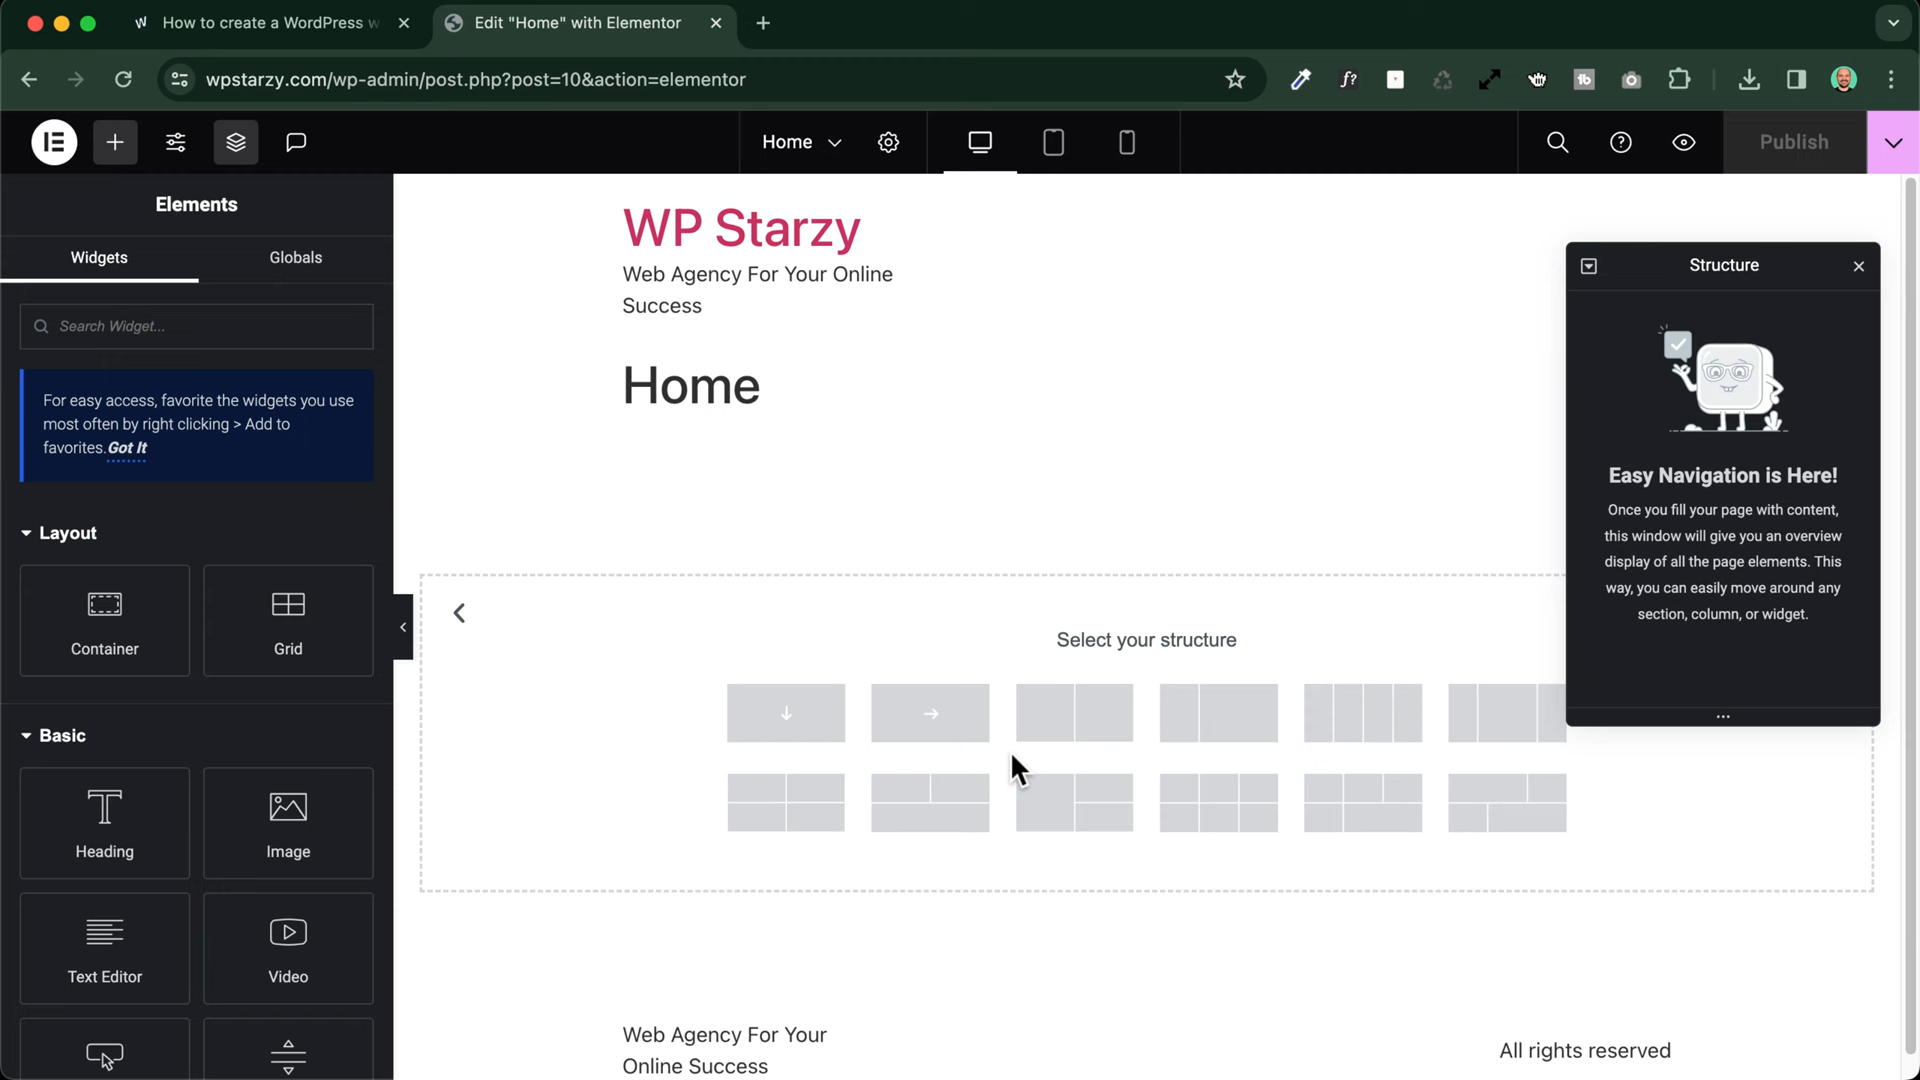 How to create a WordPress w
Edit "Home" with Elementor
wpstarzy.com/wp-admin/post.php?post=10&action=elementor
Home
Publish
Elements
Widgets
Globals
Search Widget...
For easy access, favorite the widgets you use
most often by right clicking > Add to
favorites. Got It
Layout
Container
Grid
Basic
Heading
Image
Text Editor
Video
WP Starzy
Web Agency For Your Online
Success
Home
Select your structure
Web Agency For Your
Online Success
All rights reserved
Structure
Easy Navigation is Here!
Once you fill your page with content,
this window will give you an overview
display of all the page elements. This
way, you can easily move around any
section, column, or widget.